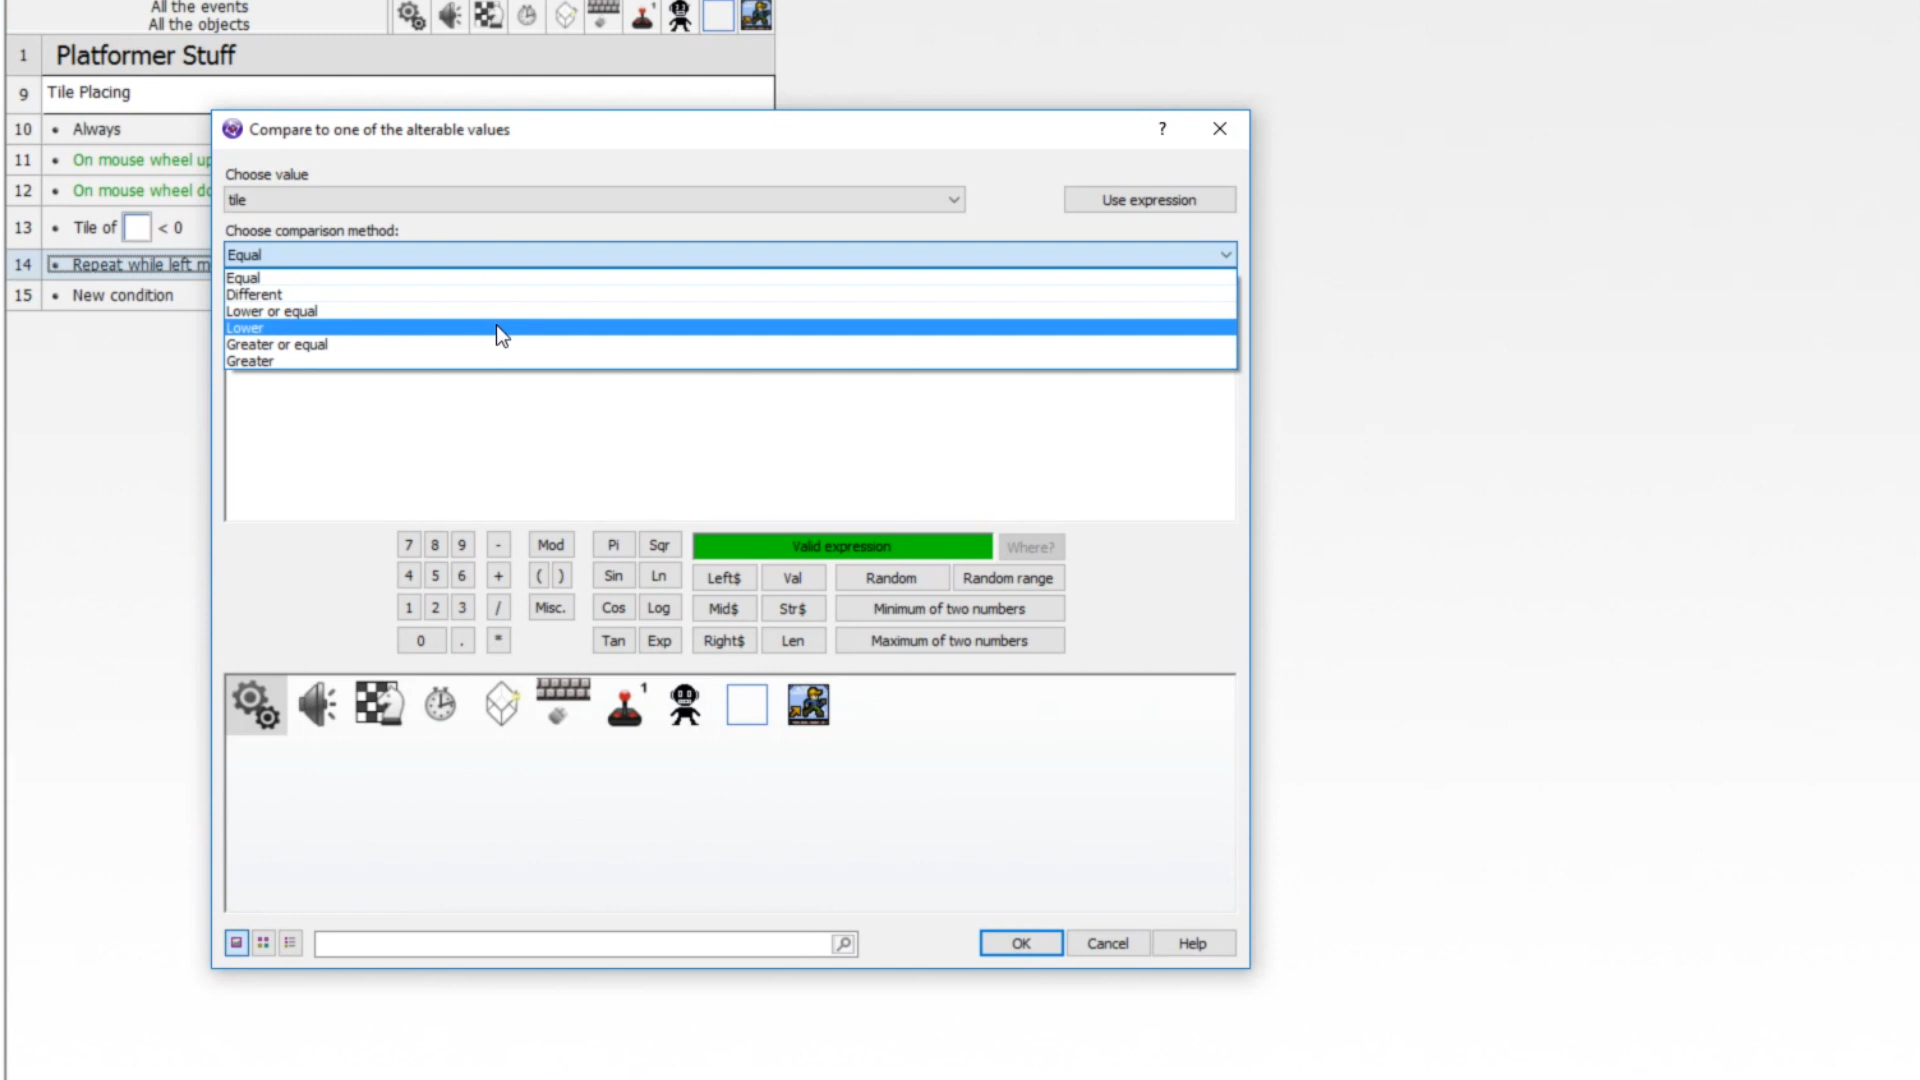 All the events
All the objects
1
1 Platformer Stuff
9 Tile Placing
10 • Always
11 • On mouse wheel up
12 • On mouse wheel do
13 • Tile of < 0
14 • Repeat while left m
15 • New condition
Compare to one of the alterable values
?
Choose value
tile
Use expression
Choose comparison method:
Equal
Equal
Different
Lower or equal
Lower
Greater or equal
Greater
7 8 9 - Mod Pi Sqr Valid expression Where?
4 5 6 + ( ) Sin Ln Left$ Val Random Random range
1 2 3 / Misc. Cos Log Mid$ Str$ Minimum of two numbers
0 . * Tan Exp Right$ Len Maximum of two numbers
1
OK Cancel Help